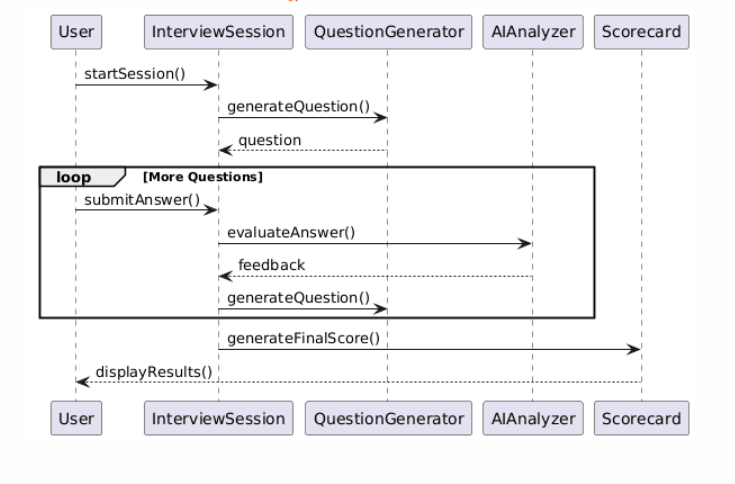 User InterviewSession QuestionGenerator AIAnalyzer Scorecard
startSession()
generateQuestion()
question
loop [More Questions]
submitAnswer()
evaluateAnswer()
feedback
generateQuestion()
generateFinalScore()
displayResults()
User InterviewSession QuestionGenerator AIAnalyzer Scorecard